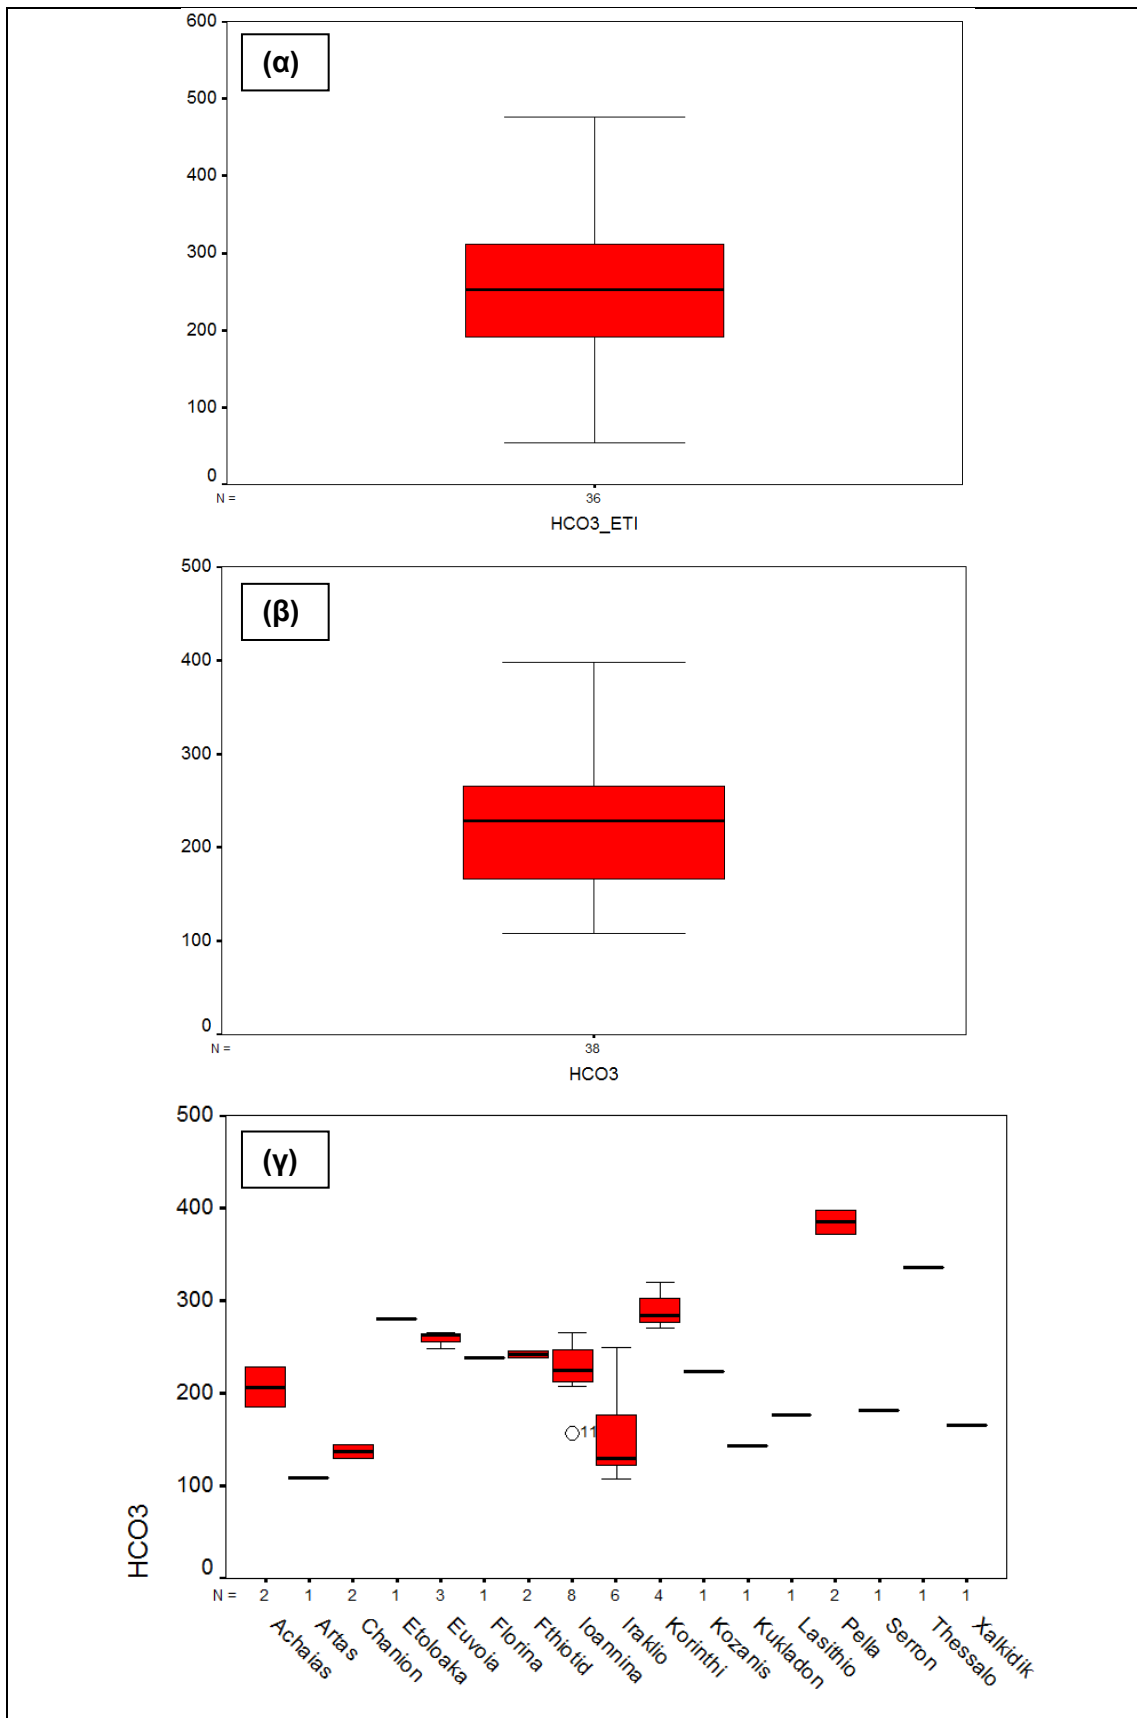 600
(α)
500
400
300
200
100
0
N =
36
HCO3_ETI
500
(β)
400
300
200
100
0
N =
38
HCO3
500
(γ)
400
300
200
11
100
0
HCO3
N = 2 1 2 1 3 1 2 8 6 4 1 1 1 2 1 1 1
Achaias
Artas
Chanion
Etoloaka
Euvoia
Florina
Fthiotid
Ioannina
Iraklio
Korinthi
Kozanis
Kukladon
Lasithio
Pella
Serron
Thessalo
Xalkidik